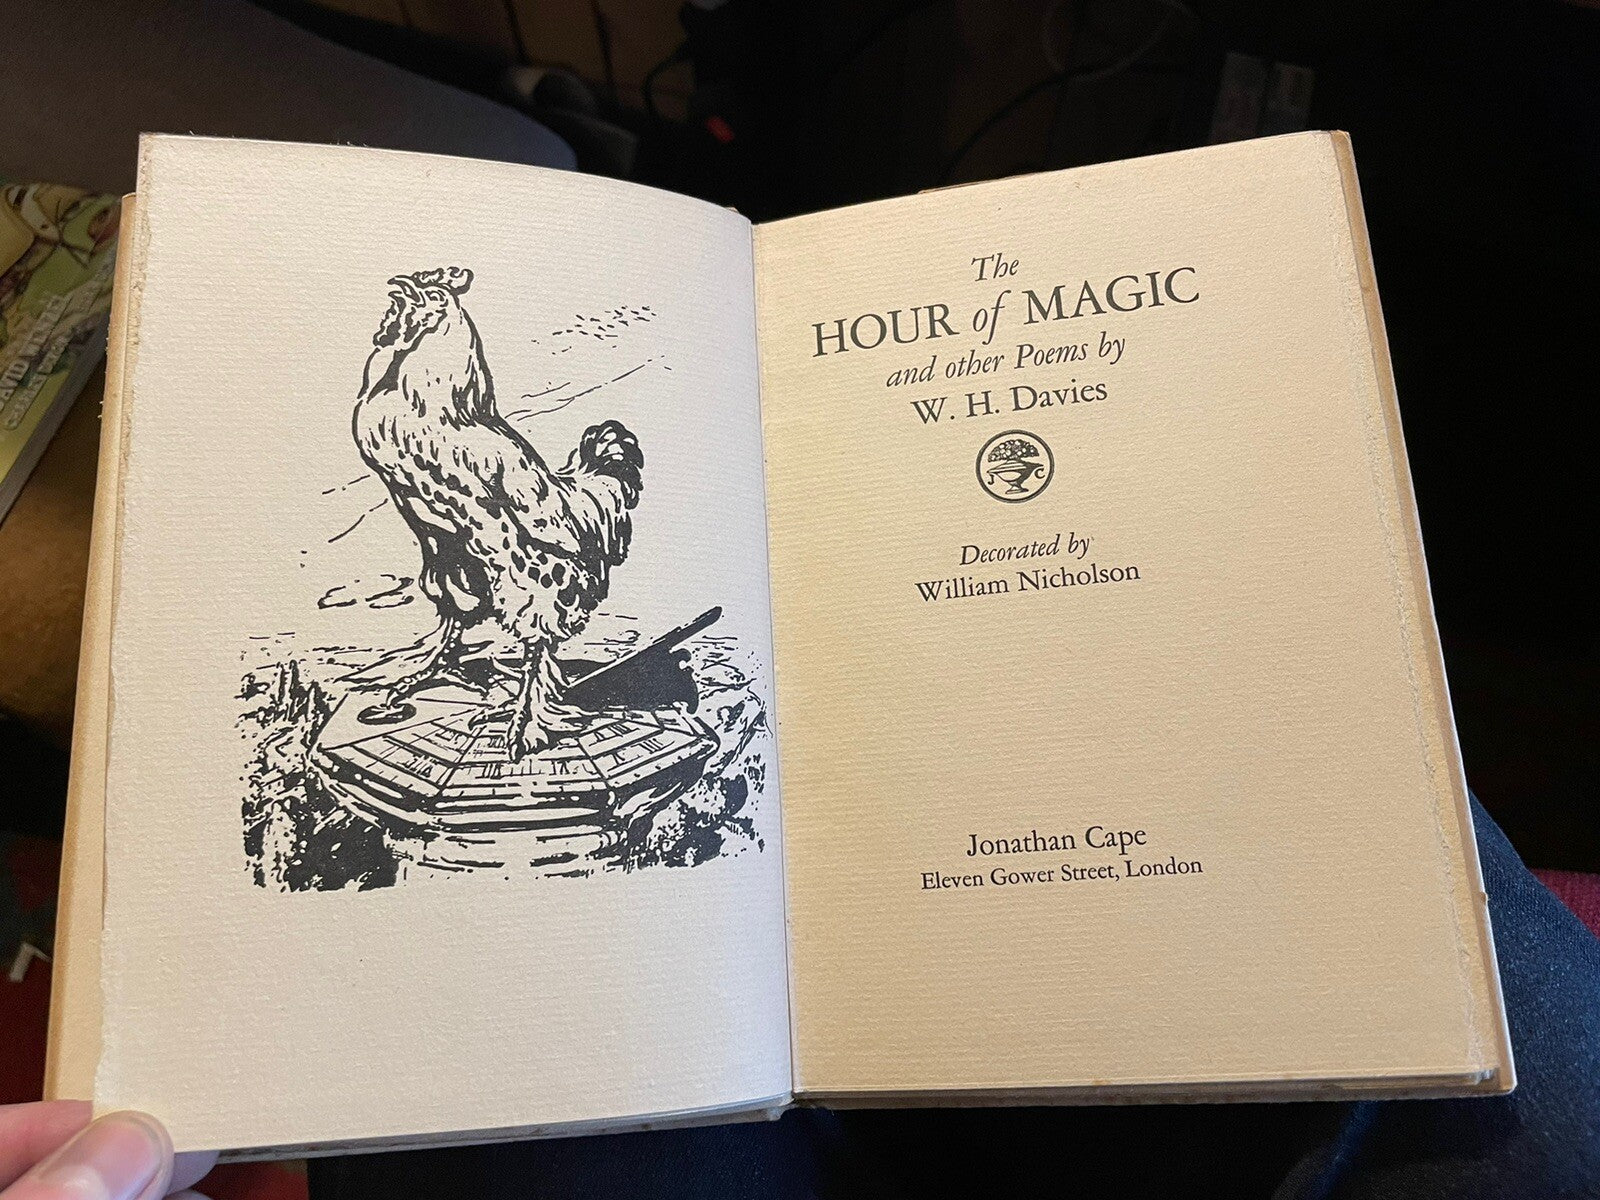 The
HOUR of MAGIC
and other Poems by
W. H. Davies
J C
Decorated by
William Nicholson
Jonathan Cape
Eleven Gower Street, London